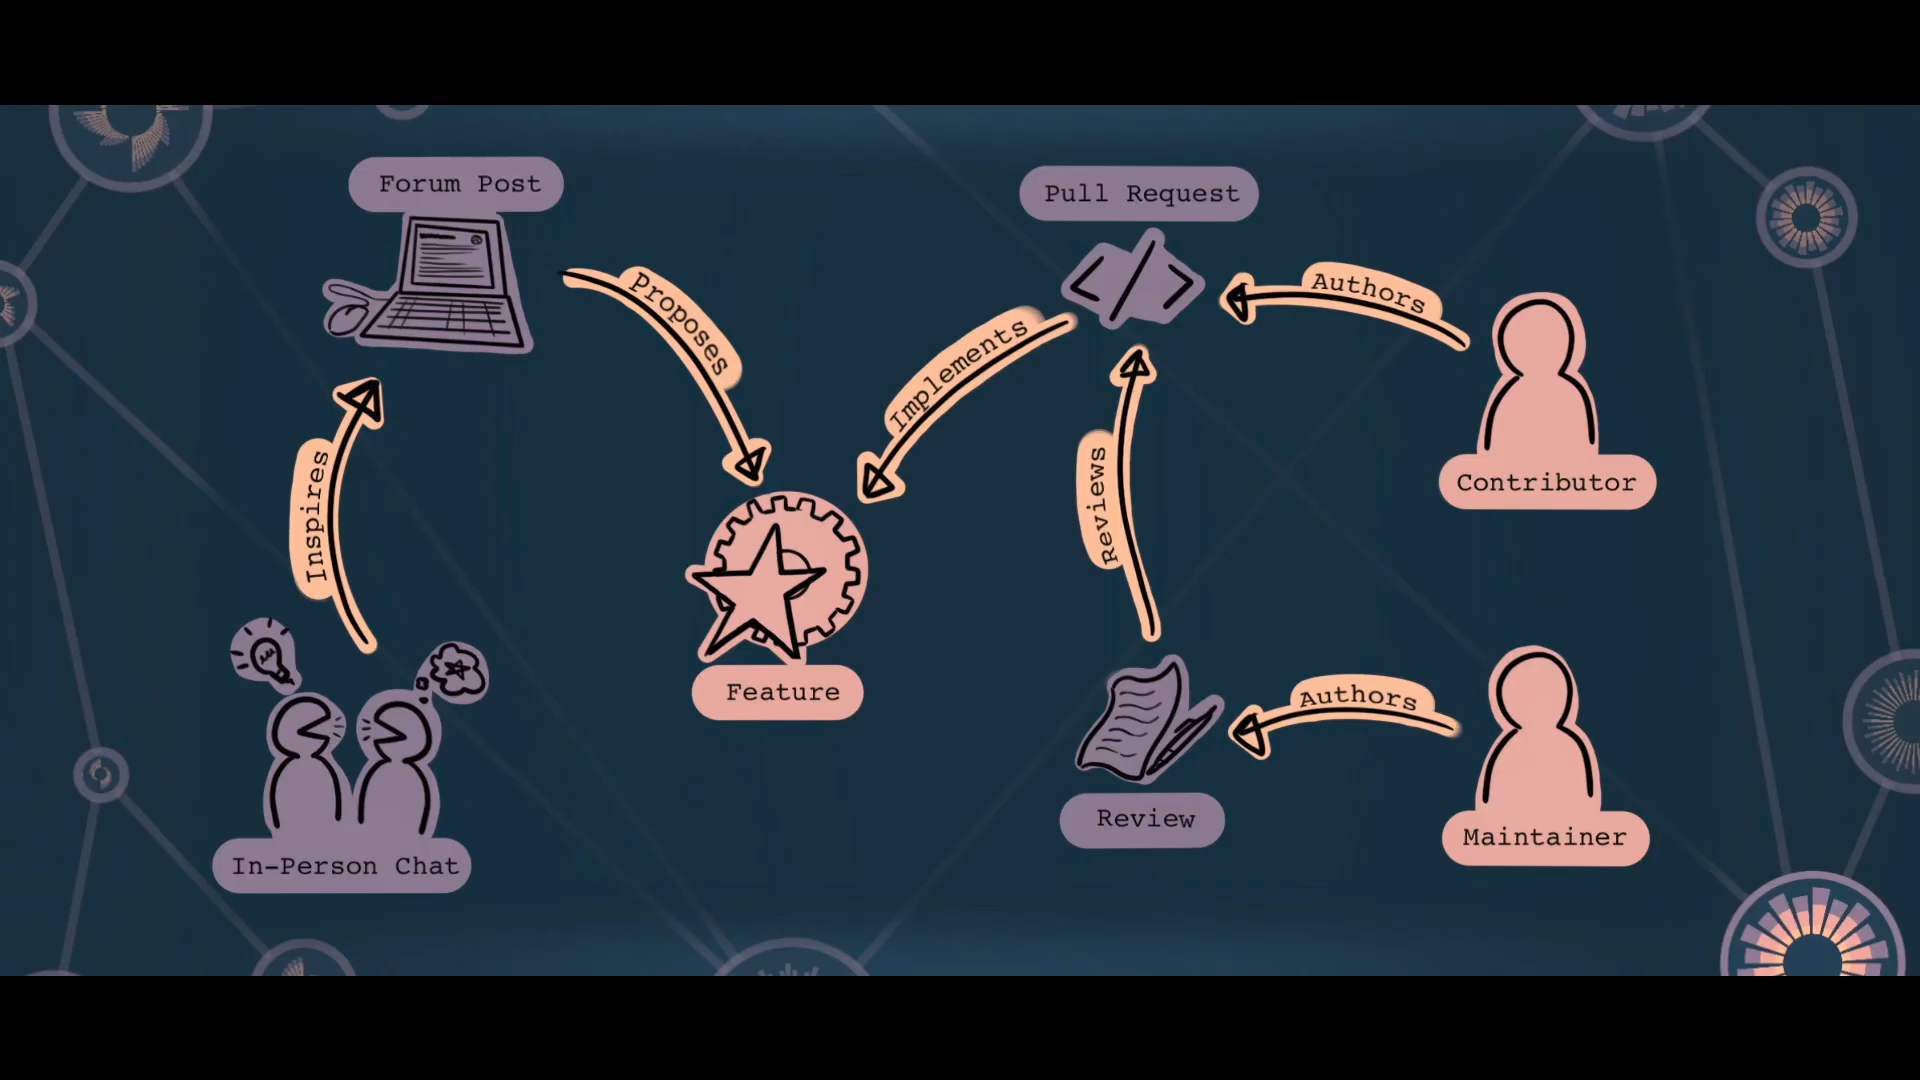 Forum Post
Pull Request
Proposes
Authors
Implements
Inspires
Reviews
Contributor
Feature
Authors
Review
Maintainer
In-Person Chat